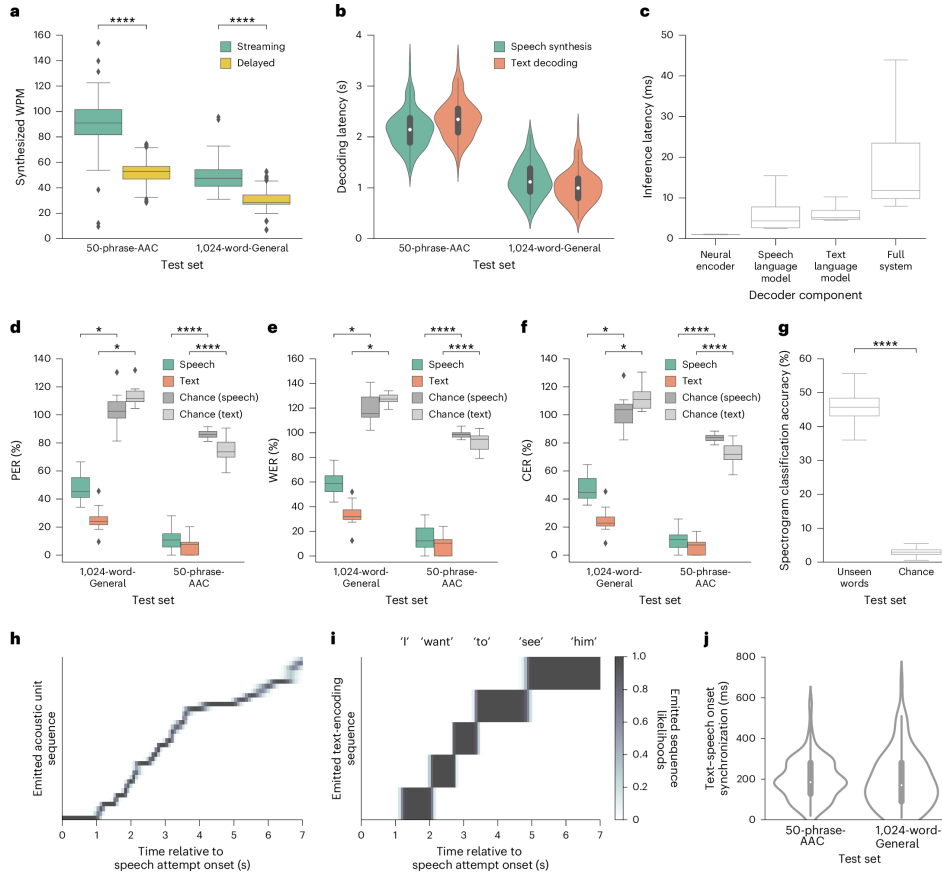 a
****
****
160
140
120
100
80
60
40
20
0
Synthesized WPM
Streaming
Delayed
50-phrase-AAC
1,024-word-General
Test set
b
4
3
2
1
0
Decoding latency (s)
Speech synthesis
Text decoding
50-phrase-AAC
1,024-word-General
Test set
c
50
40
30
20
10
0
Inference latency (ms)
Neural
encoder
Speech
language
model
Text
language
model
Full
system
Decoder component
d
*
*
****
****
140
120
100
80
60
40
20
0
PER (%)
Speech
Text
Chance (speech)
Chance (text)
1,024-word-
General
50-phrase-
AAC
Test set
e
*
*
****
****
160
140
120
100
80
60
40
20
0
WER (%)
Speech
Text
Chance (speech)
Chance (text)
1,024-word-
General
50-phrase-
AAC
Test set
f
*
*
****
****
140
120
100
80
60
40
20
0
CER (%)
Speech
Text
Chance (speech)
Chance (text)
1,024-word-
General
50-phrase-
AAC
Test set
g
****
60
50
40
30
20
10
0
Spectrogram classification accuracy (%)
Unseen
words
Chance
Test set
h
Emitted acoustic unit
sequence
0 1 2 3 4 5 6 7
Time relative to
speech attempt onset (s)
i
‘I’ ‘want’ ‘to’ ‘see’ ‘him’
Emitted text-encoding
sequence
0 1 2 3 4 5 6 7
Time relative to
speech attempt onset (s)
1.0
0.8
0.6
0.4
0.2
0
Emitted sequence
likelihoods
j
800
600
400
200
0
Text–speech onset
synchronization (ms)
50-phrase-
AAC
1,024-word-
General
Test set